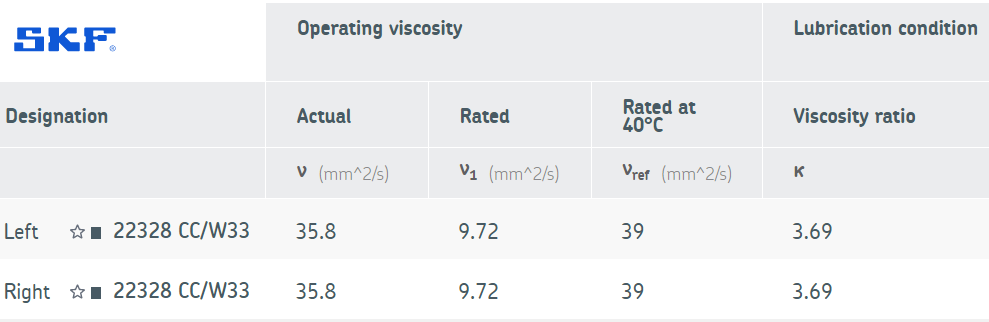 SKF®
Operating viscosity
Lubrication condition
Designation
Actual
Rated
Rated at
40°C
Viscosity ratio
ν (mm^2/s)
ν1 (mm^2/s)
νref (mm^2/s)
κ
Left ☆ ■ 22328 CC/W33 35.8 9.72 39 3.69
Right ☆ ■ 22328 CC/W33 35.8 9.72 39 3.69